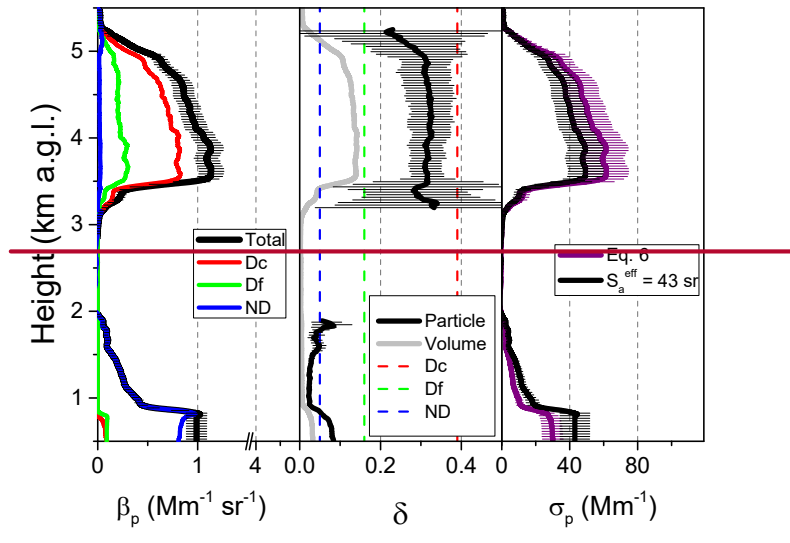 Height (km a.g.l.)
5
4
3
2
1
Total
Dc
Df
ND
Particle
Volume
Dc
Df
ND
Eq. 6
S_a^eff = 43 sr
0 1 4 0.0 0.2 0.4 0 40 80
β_p (Mm⁻¹ sr⁻¹) δ σ_p (Mm⁻¹)